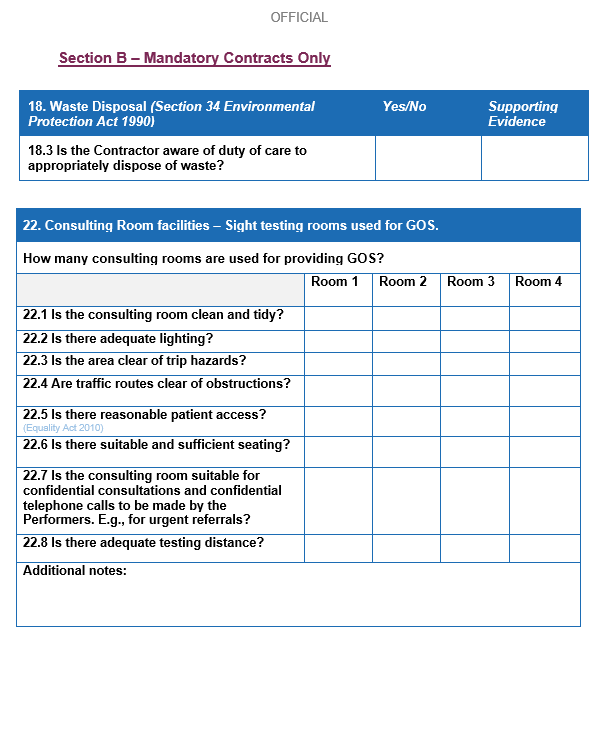 OFFICIAL
Section B – Mandatory Contracts Only
18. Waste Disposal (Section 34 Environmental
Protection Act 1990)
Yes/No
Supporting
Evidence
18.3 Is the Contractor aware of duty of care to
appropriately dispose of waste?
22. Consulting Room facilities – Sight testing rooms used for GOS.
How many consulting rooms are used for providing GOS?
Room 1 Room 2 Room 3 Room 4
22.1 Is the consulting room clean and tidy?
22.2 Is there adequate lighting?
22.3 Is the area clear of trip hazards?
22.4 Are traffic routes clear of obstructions?
22.5 Is there reasonable patient access?
(Equality Act 2010)
22.6 Is there suitable and sufficient seating?
22.7 Is the consulting room suitable for
confidential consultations and confidential
telephone calls to be made by the
Performers. E.g., for urgent referrals?
22.8 Is there adequate testing distance?
Additional notes: